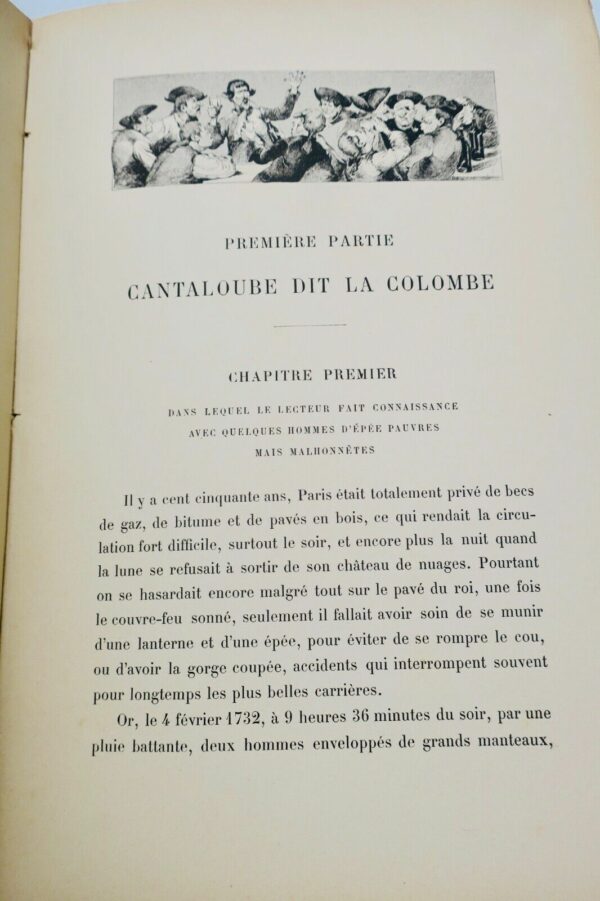 PREMIÈRE PARTIE
CANTALOUBE DIT LA COLOMBE
CHAPITRE PREMIER
DANS LEQUEL LE LECTEUR FAIT CONNAISSANCE
AVEC QUELQUES HOMMES D'ÉPÉE PAUVRES
MAIS MALHONNÊTES
Il y a cent cinquante ans, Paris était totalement privé de becs
de gaz, de bitume et de pavés en bois, ce qui rendait la circu-
lation fort difficile, surtout le soir, et encore plus la nuit quand
la lune se refusait à sortir de son château de nuages. Pourtant
on se hasardait encore malgré tout sur le pavé du roi, une fois
le couvre-feu sonné, seulement il fallait avoir soin de se munir
d'une lanterne et d'une épée, pour éviter de se rompre le cou,
ou d'avoir la gorge coupée, accidents qui interrompent souvent
pour longtemps les plus belles carrières.
Or, le 4 février 1732, à 9 heures 36 minutes du soir, par une
pluie battante, deux hommes enveloppés de grands manteaux,